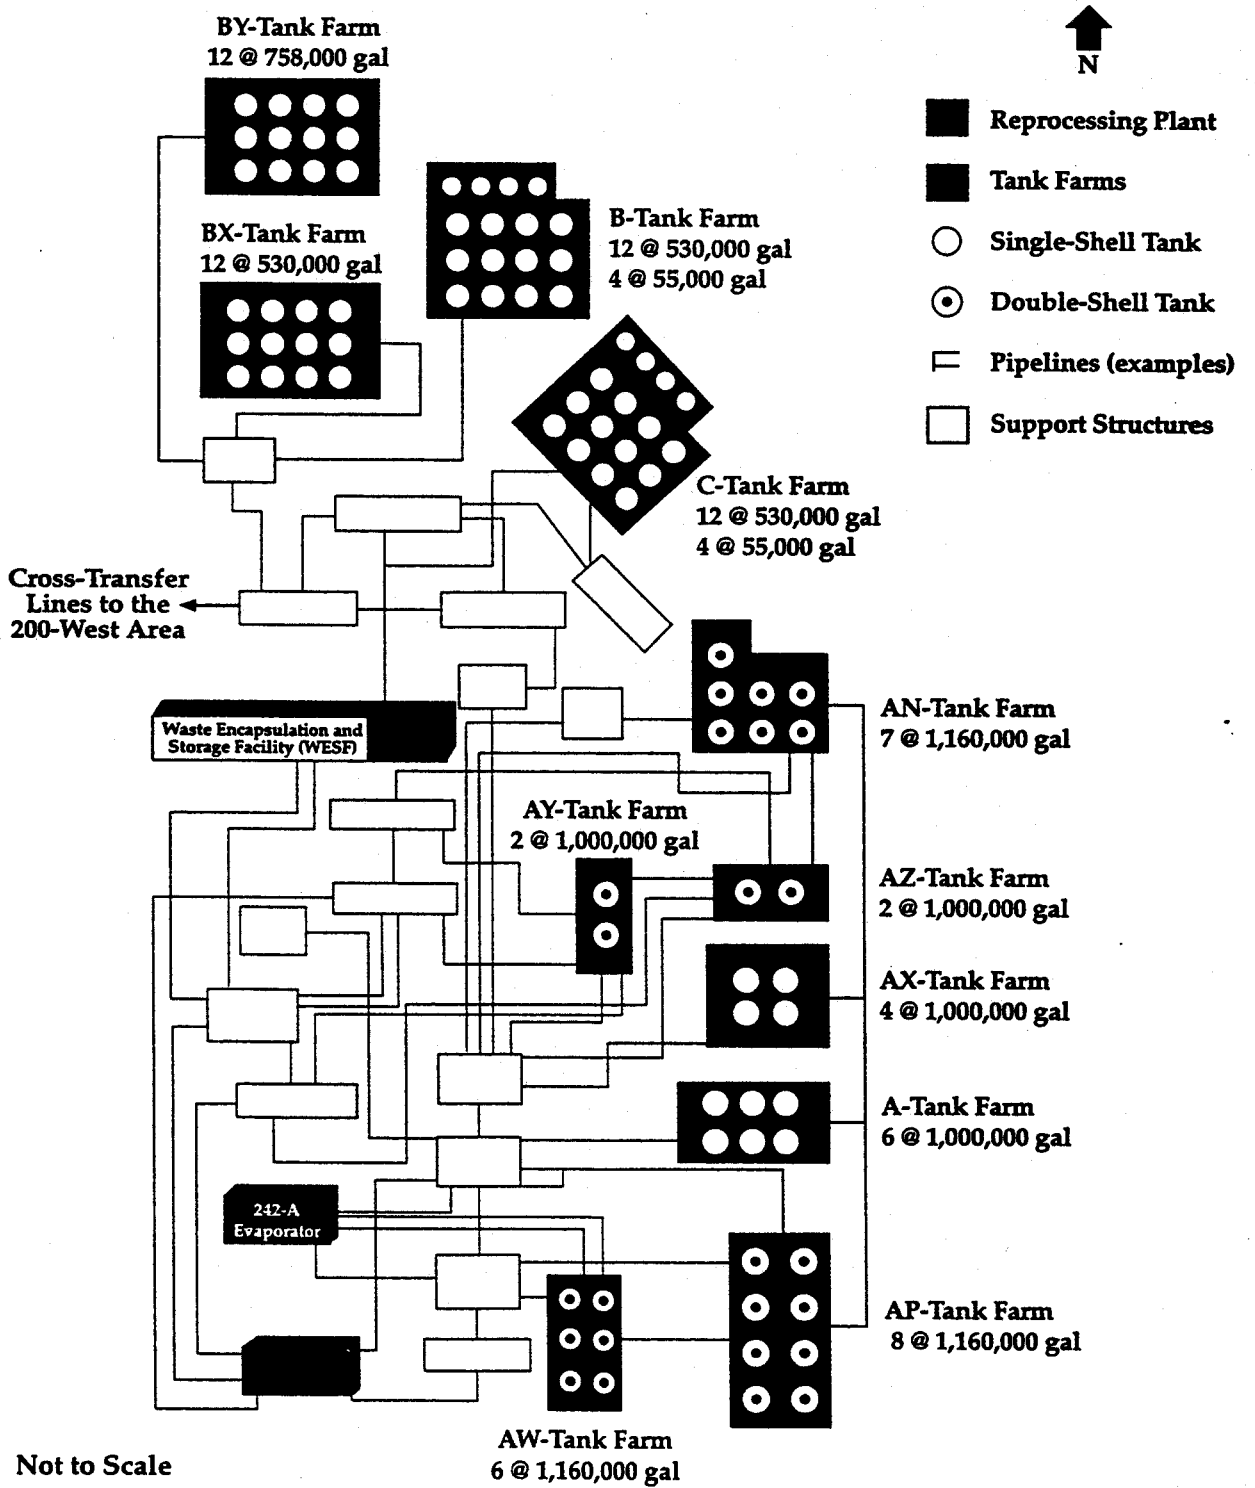 BY-Tank Farm
12 @ 758,000 gal
N
Reprocessing Plant
Tank Farms
Single-Shell Tank
Double-Shell Tank
Pipelines (examples)
Support Structures
BX-Tank Farm
12 @ 530,000 gal
B-Tank Farm
12 @ 530,000 gal
4 @ 55,000 gal
C-Tank Farm
12 @ 530,000 gal
4 @ 55,000 gal
Cross-Transfer
Lines to the
200-West Area
Waste Encapsulation and
Storage Facility (WESF)
AN-Tank Farm
7 @ 1,160,000 gal
AY-Tank Farm
2 @ 1,000,000 gal
AZ-Tank Farm
2 @ 1,000,000 gal
AX-Tank Farm
4 @ 1,000,000 gal
A-Tank Farm
6 @ 1,000,000 gal
242-A
Evaporator
AP-Tank Farm
8 @ 1,160,000 gal
AW-Tank Farm
6 @ 1,160,000 gal
Not to Scale